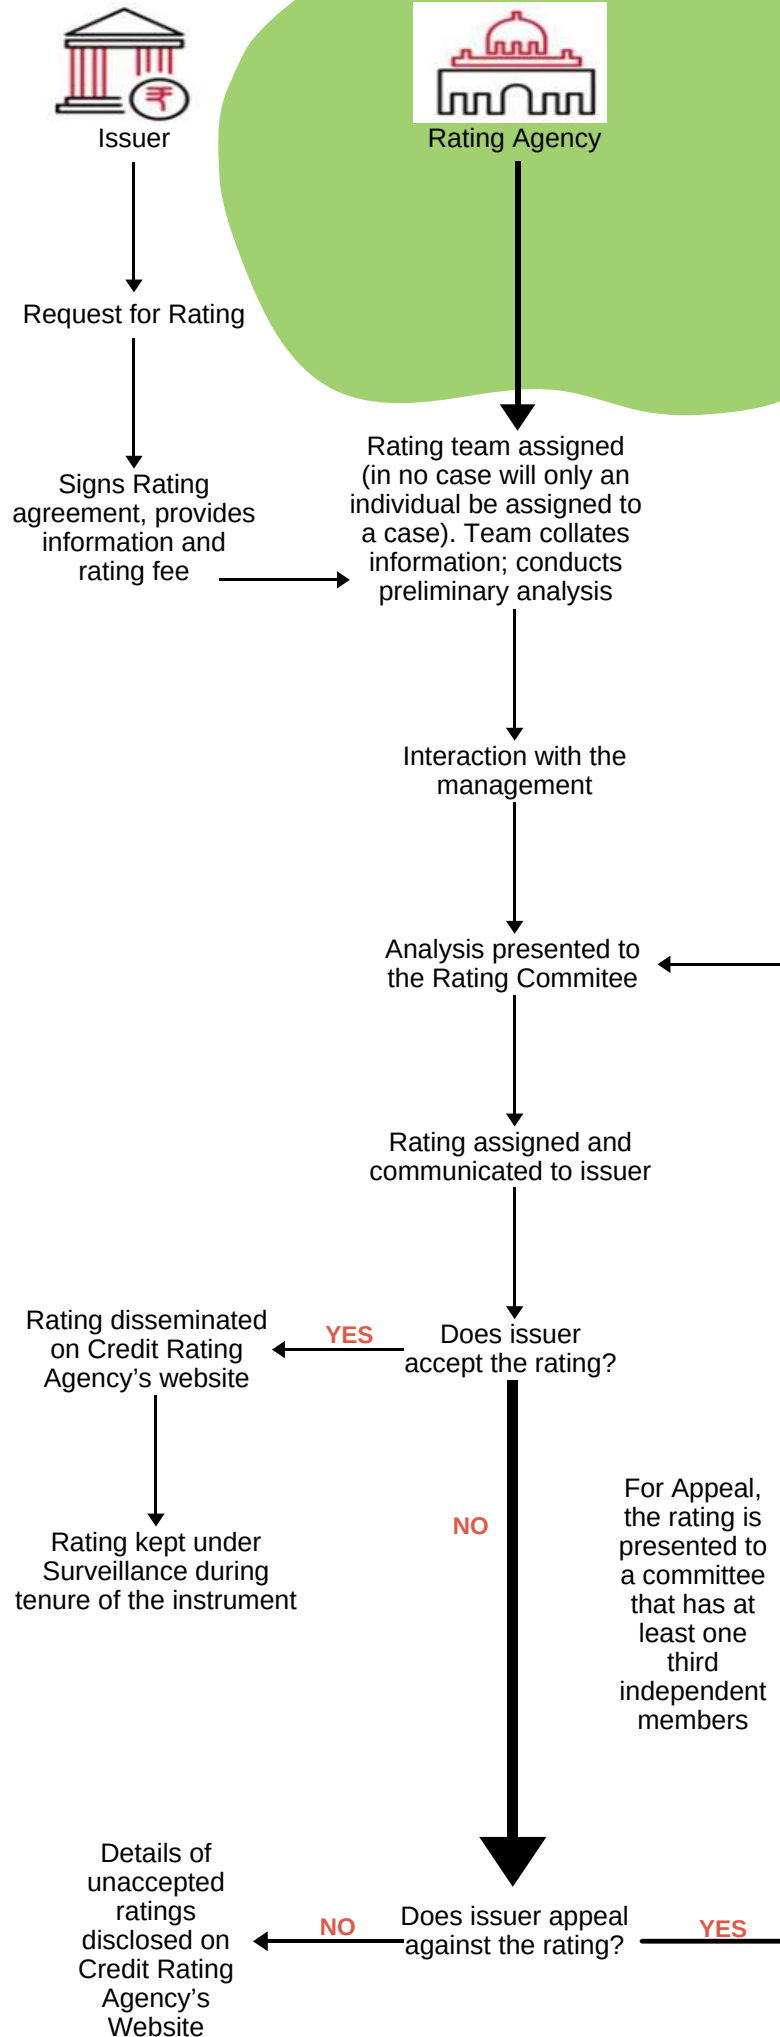 Issuer
Rating Agency
Request for Rating
Signs Rating
agreement, provides
information and
rating fee
Rating team assigned
(in no case will only an
individual be assigned to
a case). Team collates
information; conducts
preliminary analysis
Interaction with the
management
Analysis presented to
the Rating Commitee
Rating assigned and
communicated to issuer
Does issuer
accept the rating?
YES
Rating disseminated
on Credit Rating
Agency’s website
Rating kept under
Surveillance during
tenure of the instrument
NO
For Appeal,
the rating is
presented to
a committee
that has at
least one
third
independent
members
Does issuer appeal
against the rating?
NO
YES
Details of
unaccepted
ratings
disclosed on
Credit Rating
Agency’s
Website